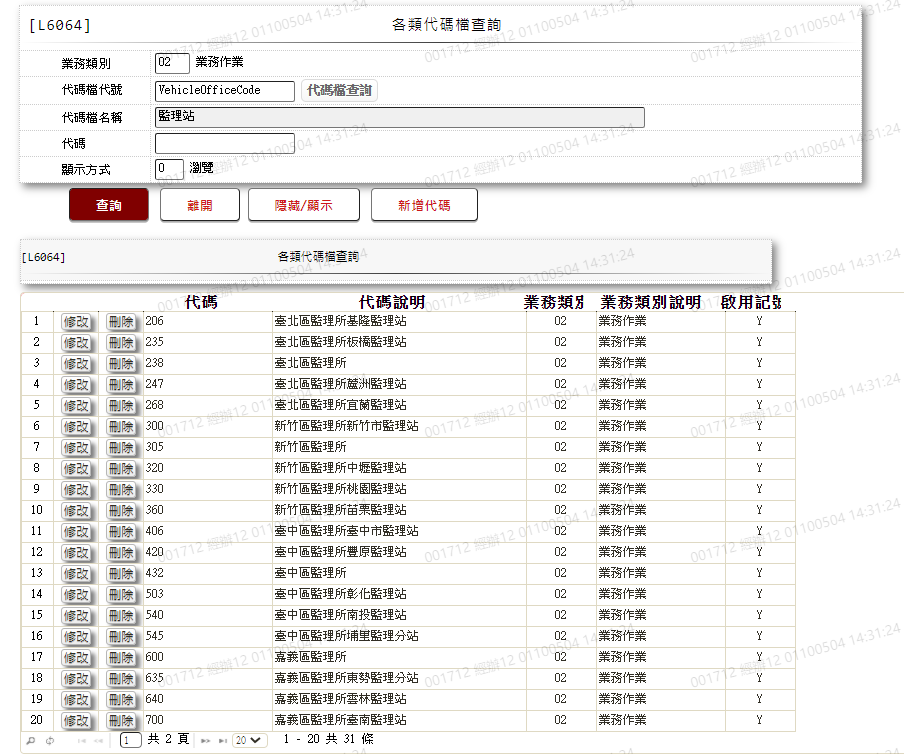 [L6064] 各類代碼檔查詢
業務類別 02 業務作業
代碼檔代號 VehicleOfficeCode 代碼檔查詢
代碼檔名稱 監理站
代碼
顯示方式 0 瀏覽
查詢 離開 隱藏/顯示 新增代碼
[L6064] 各類代碼檔查詢
代碼 代碼說明 業務類別 業務類別說明 啟用記號
1 修改 刪除 206 臺北區監理所基隆監理站 02 業務作業 Y
2 修改 刪除 235 臺北區監理所板橋監理站 02 業務作業 Y
3 修改 刪除 238 臺北區監理所 02 業務作業 Y
4 修改 刪除 247 臺北區監理所蘆洲監理站 02 業務作業 Y
5 修改 刪除 268 臺北區監理所宜蘭監理站 02 業務作業 Y
6 修改 刪除 300 新竹區監理所新竹市監理站 02 業務作業 Y
7 修改 刪除 305 新竹區監理所 02 業務作業 Y
8 修改 刪除 320 新竹區監理所中壢監理站 02 業務作業 Y
9 修改 刪除 330 新竹區監理所桃園監理站 02 業務作業 Y
10 修改 刪除 360 新竹區監理所苗栗監理站 02 業務作業 Y
11 修改 刪除 406 臺中區監理所臺中市監理站 02 業務作業 Y
12 修改 刪除 420 臺中區監理所豐原監理站 02 業務作業 Y
13 修改 刪除 432 臺中區監理所 02 業務作業 Y
14 修改 刪除 503 臺中區監理所彰化監理站 02 業務作業 Y
15 修改 刪除 540 臺中區監理所南投監理站 02 業務作業 Y
16 修改 刪除 545 臺中區監理所埔里監理分站 02 業務作業 Y
17 修改 刪除 600 嘉義區監理所 02 業務作業 Y
18 修改 刪除 635 嘉義區監理所東勢監理分站 02 業務作業 Y
19 修改 刪除 640 嘉義區監理所雲林監理站 02 業務作業 Y
20 修改 刪除 700 嘉義區監理所臺南監理站 02 業務作業 Y
1 共 2 頁 20 1 - 20 共 31 條
001712 經辦12 01100504 14:31:24